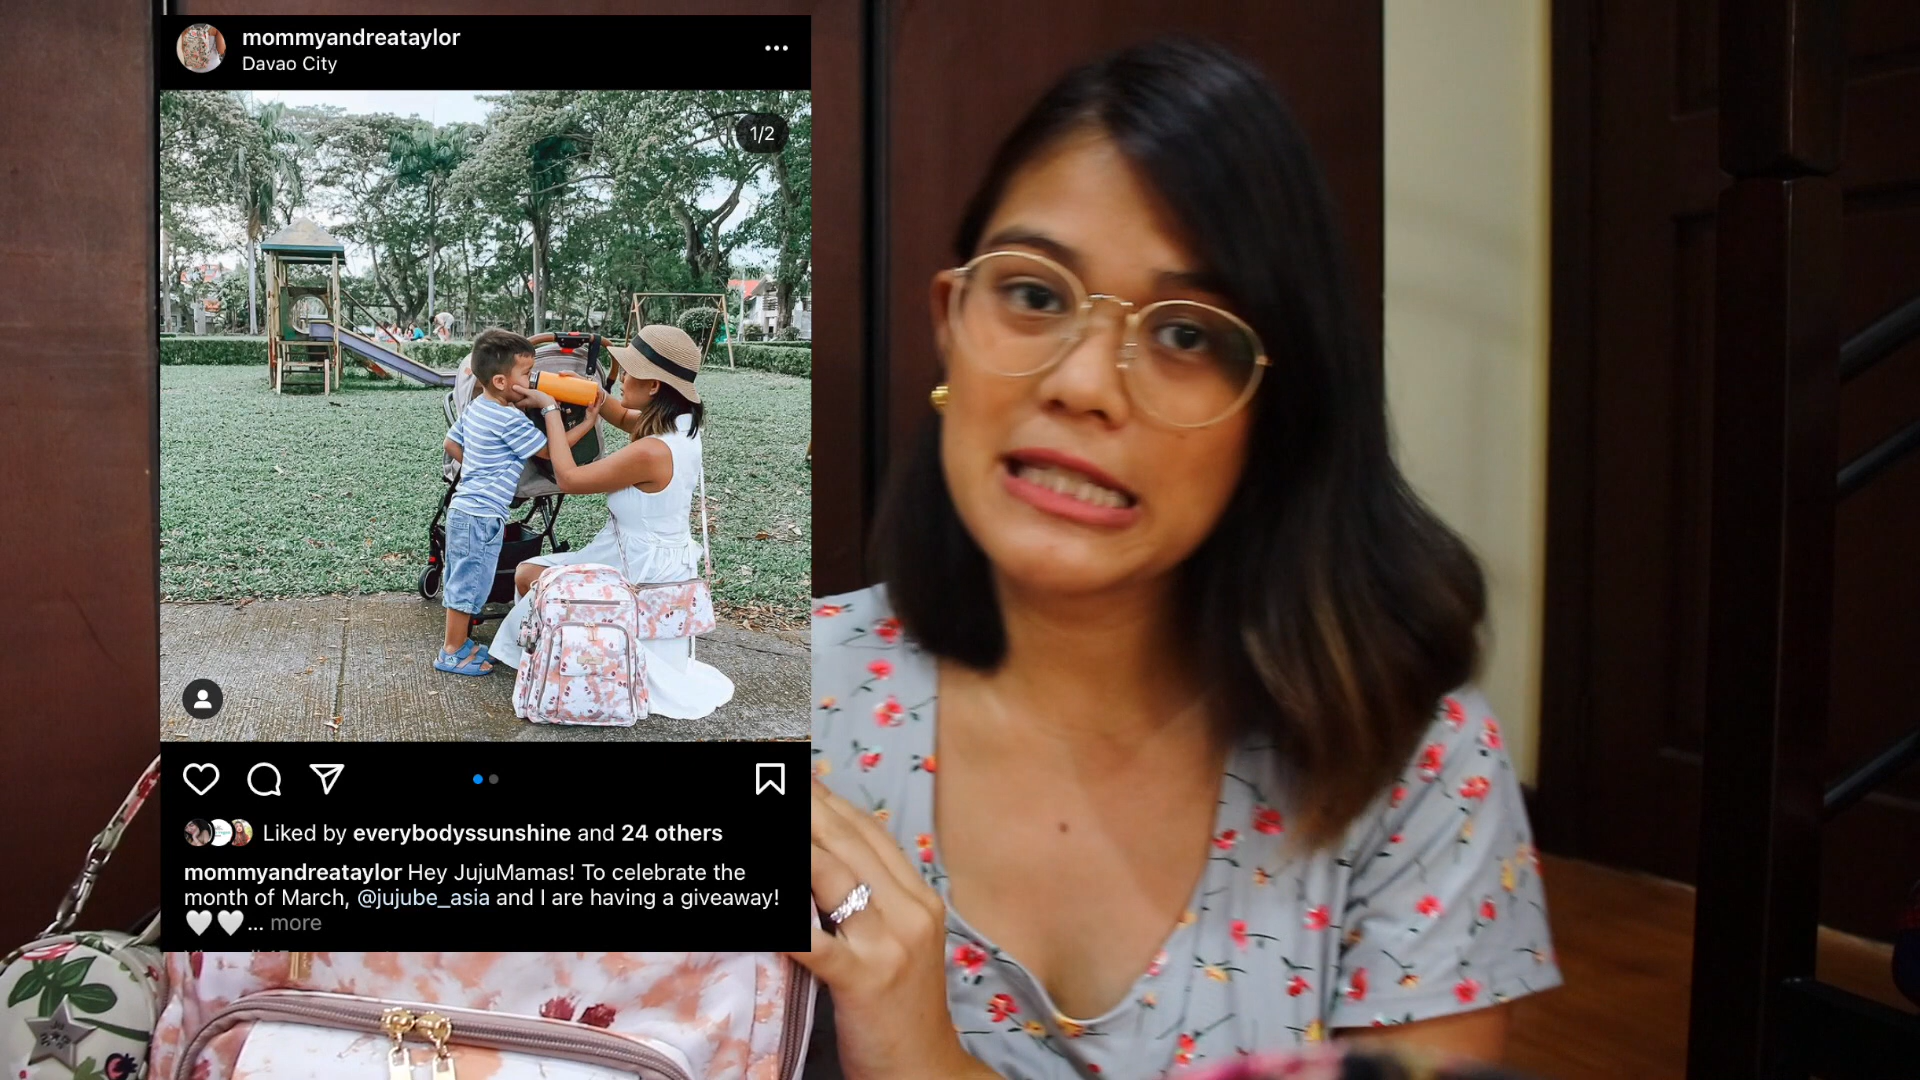 mommyandreataylor
Davao City
1/2
Liked by everybodyssunshine and 24 others
mommyandreataylor Hey JujuMamas! To celebrate the
month of March, @jujube_asia and I are having a giveaway!
🤍🤍... more